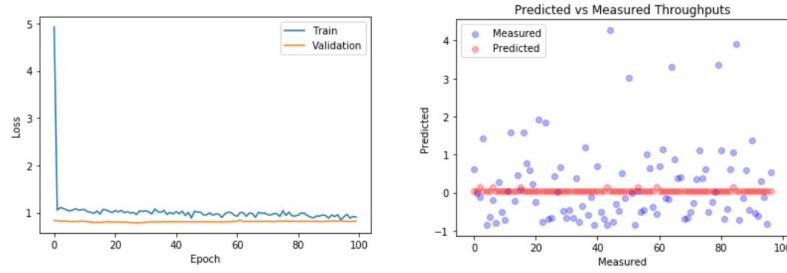 5
4
3
2
1
0
20
40
60
80
100
Loss
Epoch
Train
Validation
Predicted vs Measured Throughputs
Measured
Predicted
4
3
2
1
0
-1
Predicted
0
20
40
60
80
100
Measured